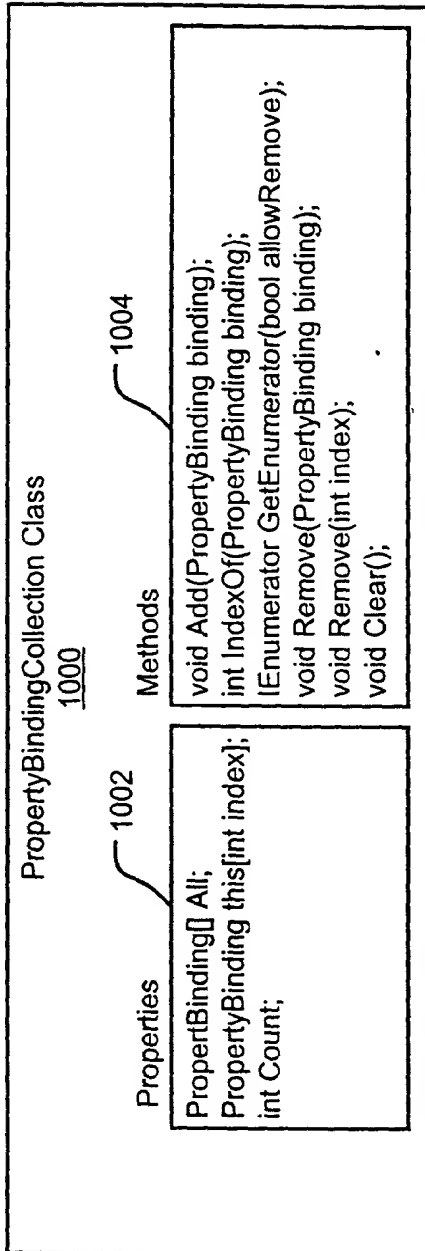 PropertyBindingCollection Class
1000
Properties
1002
PropertBinding[] All;
PropertyBinding this[int index];
int Count;
Methods
1004
void Add(PropertyBinding binding);
int IndexOf(PropertyBinding binding);
IEnumerator GetEnumerator(bool allowRemove);
void Remove(PropertyBinding binding);
void Remove(int index);
void Clear();